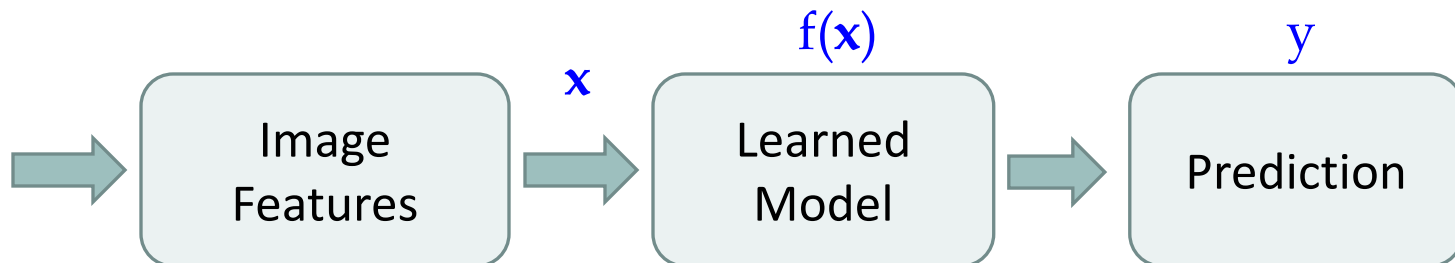 f(x)
y
x
Image
Features
Learned
Model
Prediction